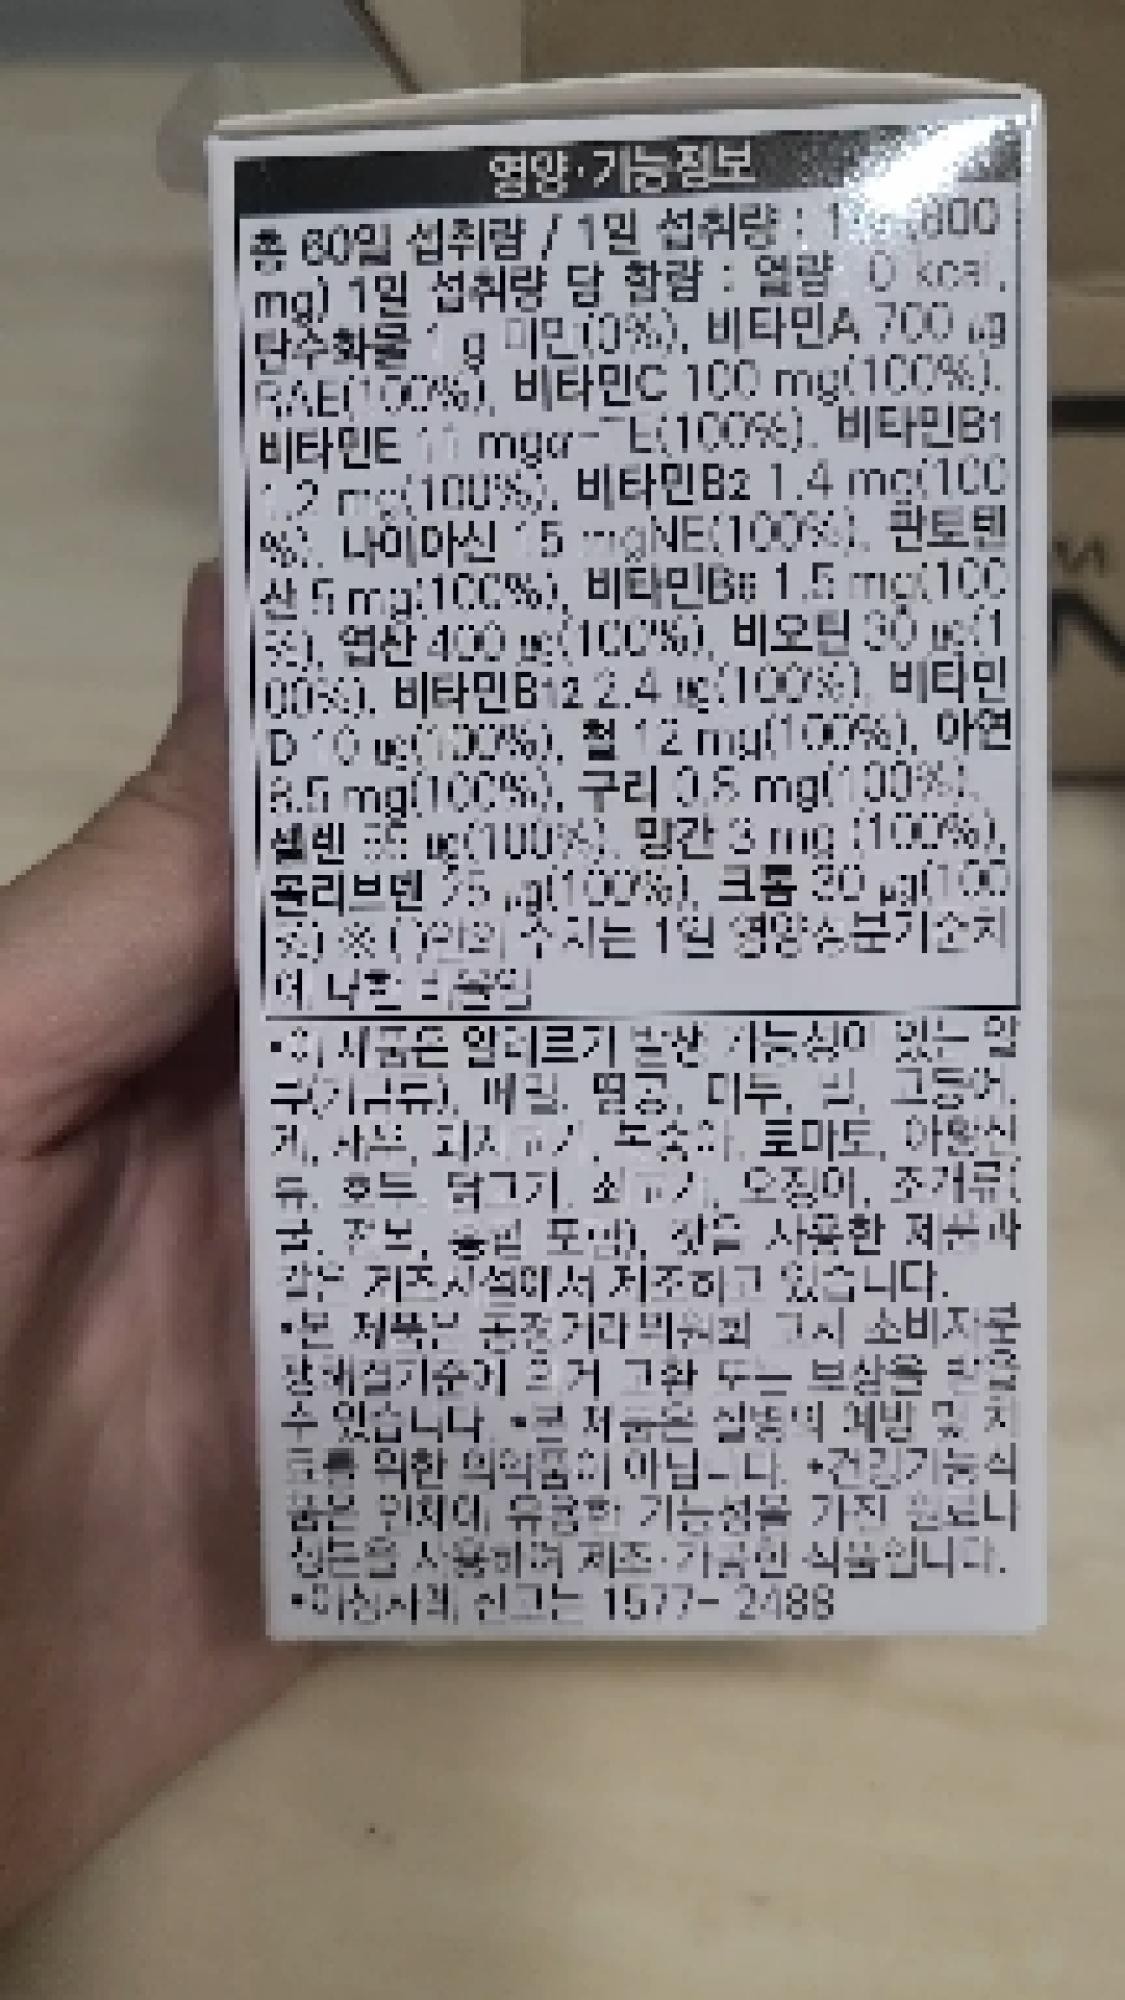 영양·기능정보
총 60일 섭취량 / 1일 섭취량 : (800
mg) 1일 섭취량 당 함량 : 열량 0 kcal,
탄수화물 1 g 미만(0%), 비타민A 700 μg
RAE(100%), 비타민C 100 mg(100%),
비타민E 11 mgα-TE(100%), 비타민B1
1.2 mg(100%), 비타민B2 1.4 mg(100
%), 나이아신 15 mgNE(100%), 판토텐
산 5 mg(100%), 비타민B6 1.5 mg(100
%), 엽산 400 μg(100%), 비오틴 30 μg(1
00%), 비타민B12 2.4 μg(100%), 비타민
D 10 μg(100%), 철 12 mg(100%), 아연
8.5 mg(100%), 구리 0.8 mg(100%),
셀렌 55 μg(100%), 망간 3 mg (100%),
몰리브덴 25 μg(100%), 크롬 30 μg(100
%) ※ ()안의 수치는 1일 영양성분기준치
에 대한 비율임
•이 제품은 알레르기 발생 가능성이 있는 알
류(가금류), 메밀, 땅콩, 대두, 밀, 고등어,
게, 새우, 돼지고기, 복숭아, 토마토, 아황산
류, 호두, 닭고기, 쇠고기, 오징어, 조개류(
굴, 전복, 홍합 포함), 잣을 사용한 제품과
같은 제조시설에서 제조하고 있습니다.
•본 제품은 공정거래위원회 고시 소비자분
쟁해결기준에 의거 교환 또는 보상을 받을
수 있습니다. •본 제품은 질병의 예방 및 치
료를 위한 의약품이 아닙니다. •건강기능식
품은 인체에 유용한 기능성을 가진 원료나
성분을 사용하여 제조·가공한 식품입니다.
•이상사례 신고는 1577-2488